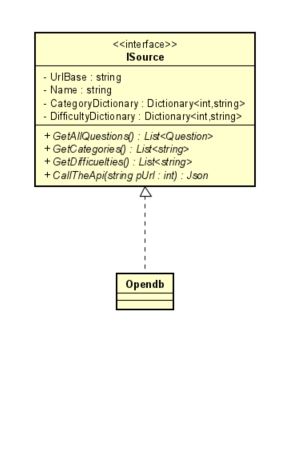 <<interface>>
ISource
- UrlBase : string
- Name : string
- CategoryDictionary : Dictionary<int,string>
- DifficultyDictionary : Dictionary<int,string>
+ GetAllQuestions() : List<Question>
+ GetCategories() : List<string>
+ GetDifficuelties() : List<string>
+ CallTheApi(string pUrl : int) : Json
Opendb